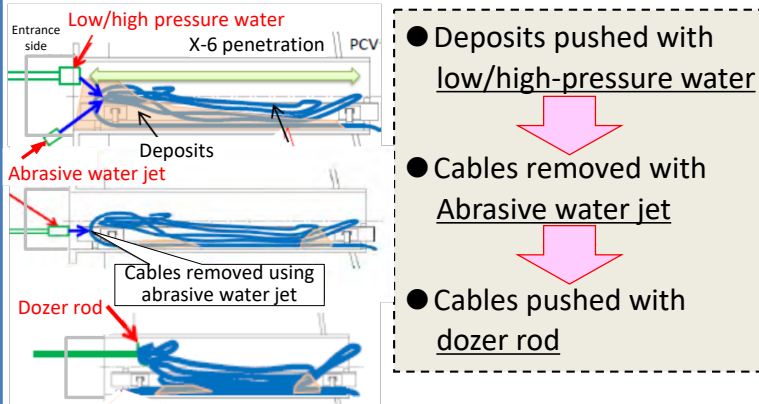 Low/high pressure water
Entrance
side
X-6 penetration
PCV
Deposits
Abrasive water jet
Cables removed using
abrasive water jet
Dozer rod
● Deposits pushed with
low/high-pressure water
● Cables removed with
Abrasive water jet
● Cables pushed with
dozer rod